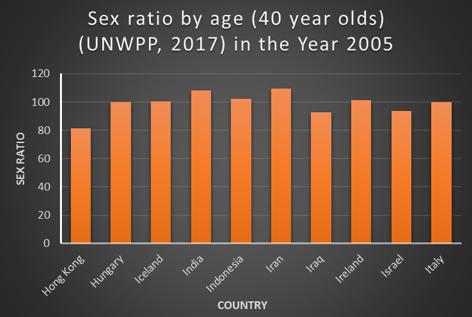 Sex ratio by age (40 year olds)
(UNWPP, 2017) in the Year 2005
120
100
80
60
40
20
0
SEX RATIO
Hong Kong
Hungary
Iceland
India
Indonesia
Iran
Iraq
Ireland
Israel
Italy
COUNTRY